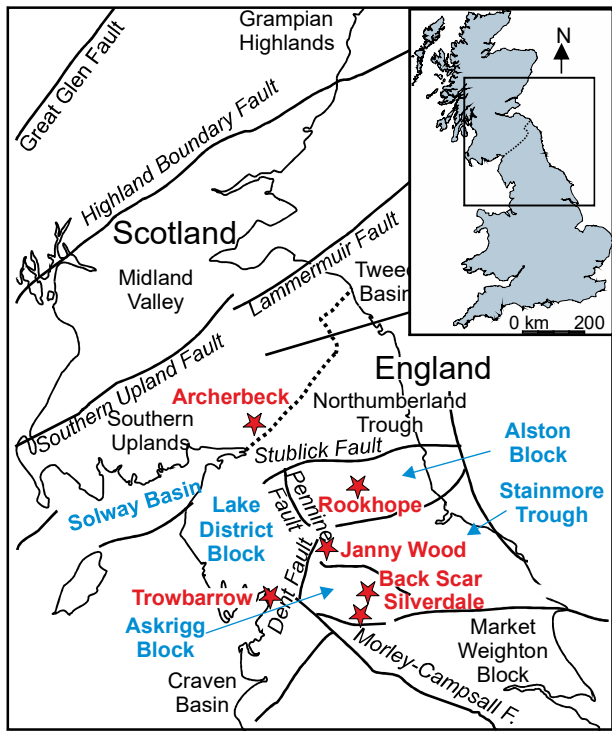 Grampian
Highlands
N
Great Glen Fault
Highland Boundary Fault
Scotland
Midland
Valley
Lammermuir Fault
Tweed
Basin
0 km 200
Southern Upland Fault
England
Archerbeck
Northumberland
Trough
Southern
Uplands
Stublick Fault
Alston
Block
Solway Basin
Lake
District
Block
Pennine
Fault
Rookhope
Stainmore
Trough
Janny Wood
Dent Fault
Trowbarrow
Back Scar
Silverdale
Askrigg
Block
Market
Weighton
Block
Morley-Campsall F.
Craven
Basin